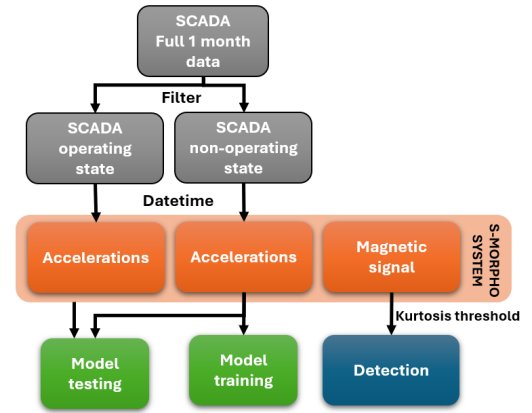 SCADA
Full 1 month
data
Filter
SCADA
operating
state
SCADA
non-operating
state
Datetime
Accelerations
Accelerations
Magnetic
signal
S-MORPHO
SYSTEM
Kurtosis threshold
Model
testing
Model
training
Detection